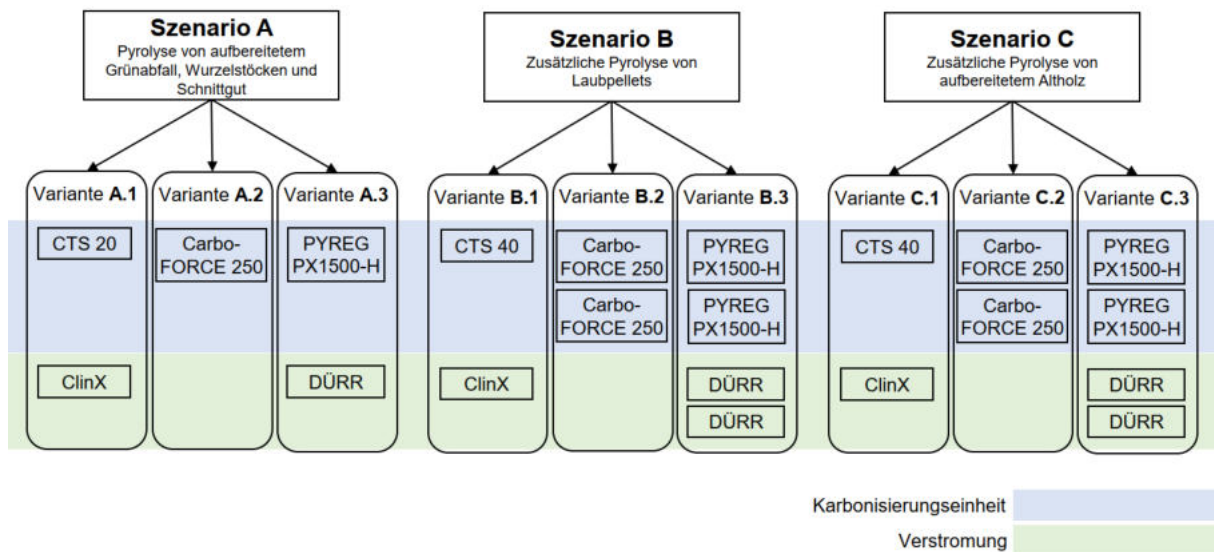 Szenario A
Pyrolyse von aufbereitetem
Grünabfall, Wurzelstöcken und
Schnittgut
Szenario B
Zusätzliche Pyrolyse von
Laubpellets
Szenario C
Zusätzliche Pyrolyse von
aufbereitetem Altholz
Variante A.1
CTS 20
ClinX
Variante A.2
Carbo-
FORCE 250
Variante A.3
PYREG
PX1500-H
DÜRR
Variante B.1
CTS 40
ClinX
Variante B.2
Carbo-
FORCE 250
Carbo-
FORCE 250
Variante B.3
PYREG
PX1500-H
PYREG
PX1500-H
DÜRR
DÜRR
Variante C.1
CTS 40
ClinX
Variante C.2
Carbo-
FORCE 250
Carbo-
FORCE 250
Variante C.3
PYREG
PX1500-H
PYREG
PX1500-H
DÜRR
DÜRR
Karbonisierungseinheit
Verstromung